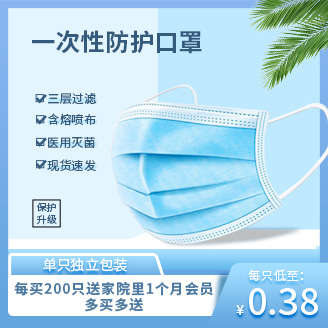 一次性防护口罩
三层过滤
含熔喷布
医用灭菌
现货速发
保护
升级
单只独立包装
每买200只送家院里1个月会员
多买多送
每只低至:
¥0.38